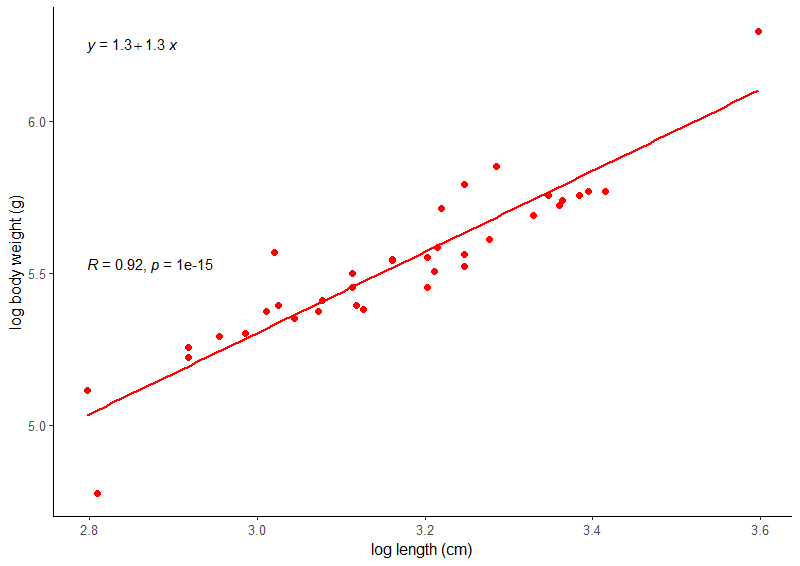 y = 1.3 + 1.3 x
R = 0.92, p = 1e-15
log body weight (g)
6.0
5.5
5.0
2.8 3.0 3.2 3.4 3.6
log length (cm)